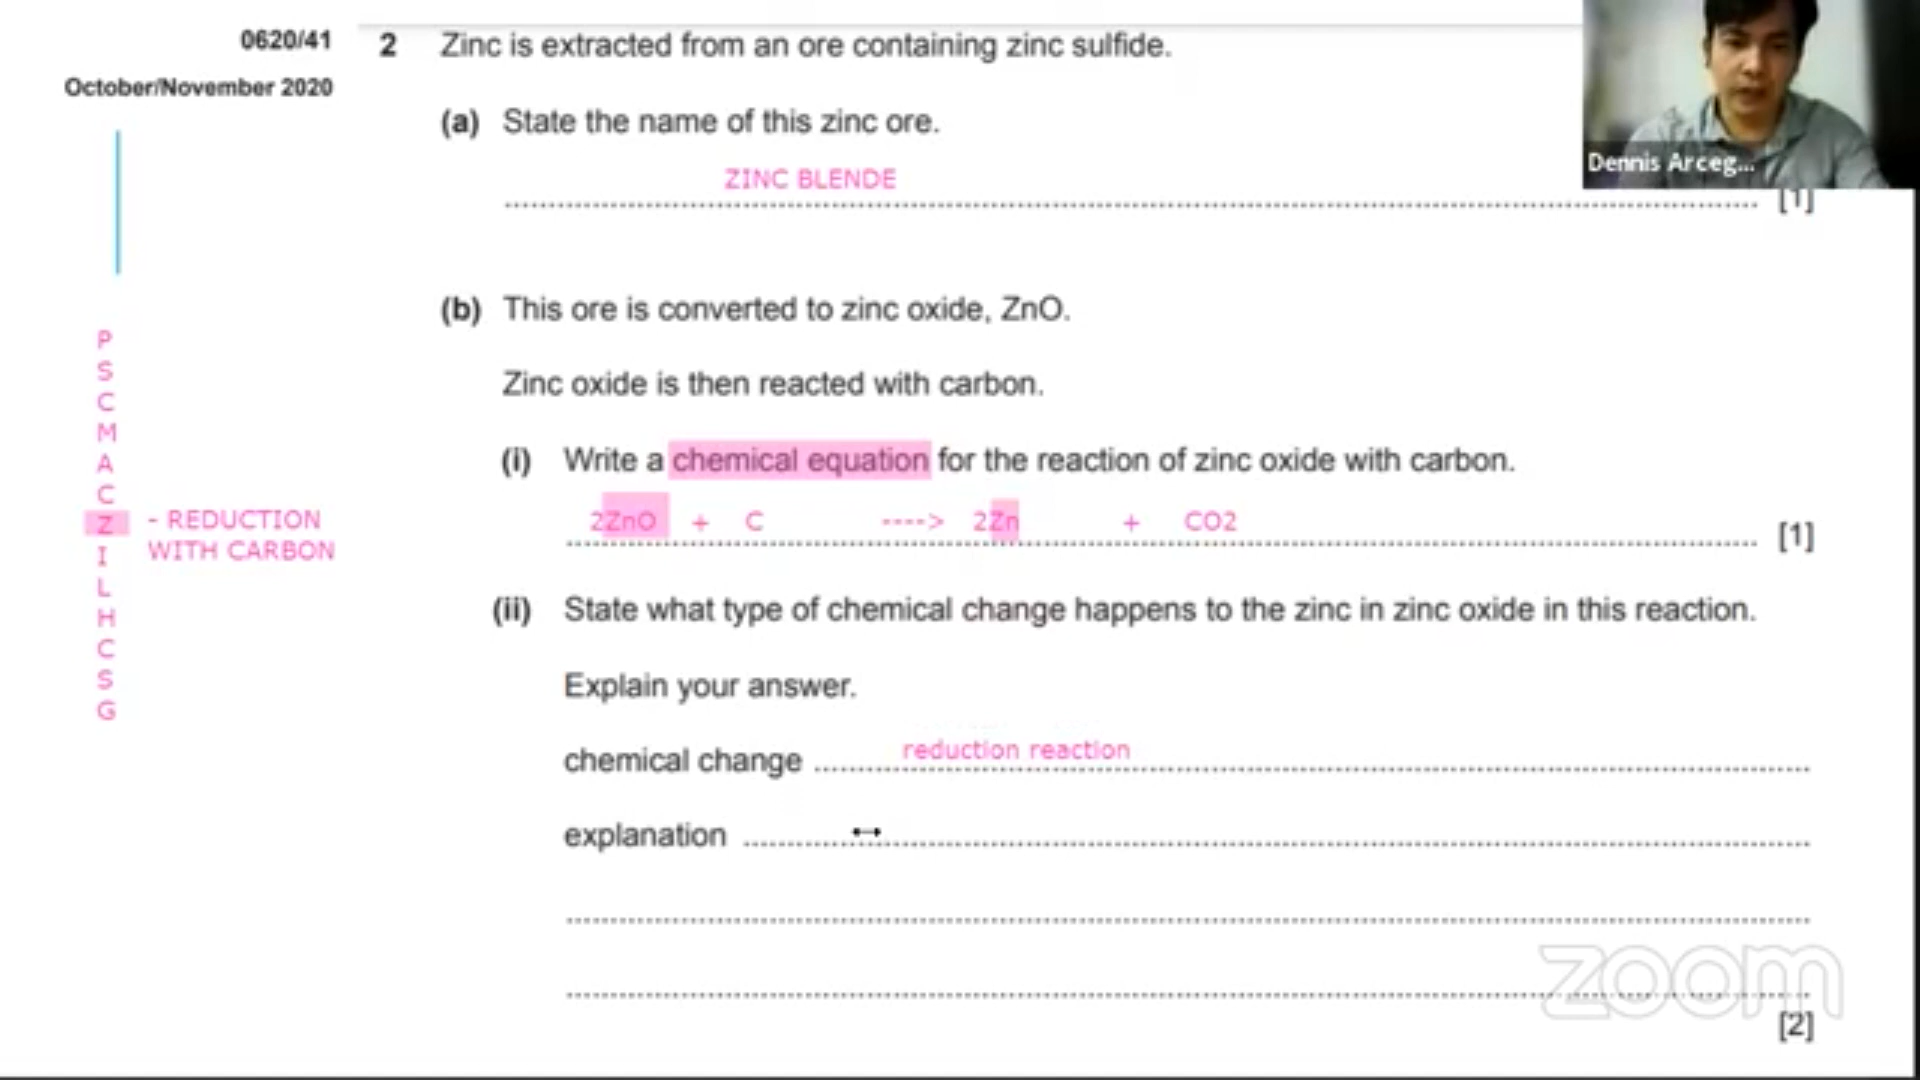 0620/41
October/November 2020
2 Zinc is extracted from an ore containing zinc sulfide.
(a) State the name of this zinc ore.
ZINC BLENDE
[1]
Dennis Arceg...
(b) This ore is converted to zinc oxide, ZnO.
Zinc oxide is then reacted with carbon.
(i) Write a chemical equation for the reaction of zinc oxide with carbon.
2ZnO + C ----> 2Zn + CO2
[1]
(ii) State what type of chemical change happens to the zinc in zinc oxide in this reaction.
Explain your answer.
chemical change reduction reaction
explanation
[2]
P
S
C
M
A
C
Z - REDUCTION
WITH CARBON
I
L
H
C
S
G
zoom